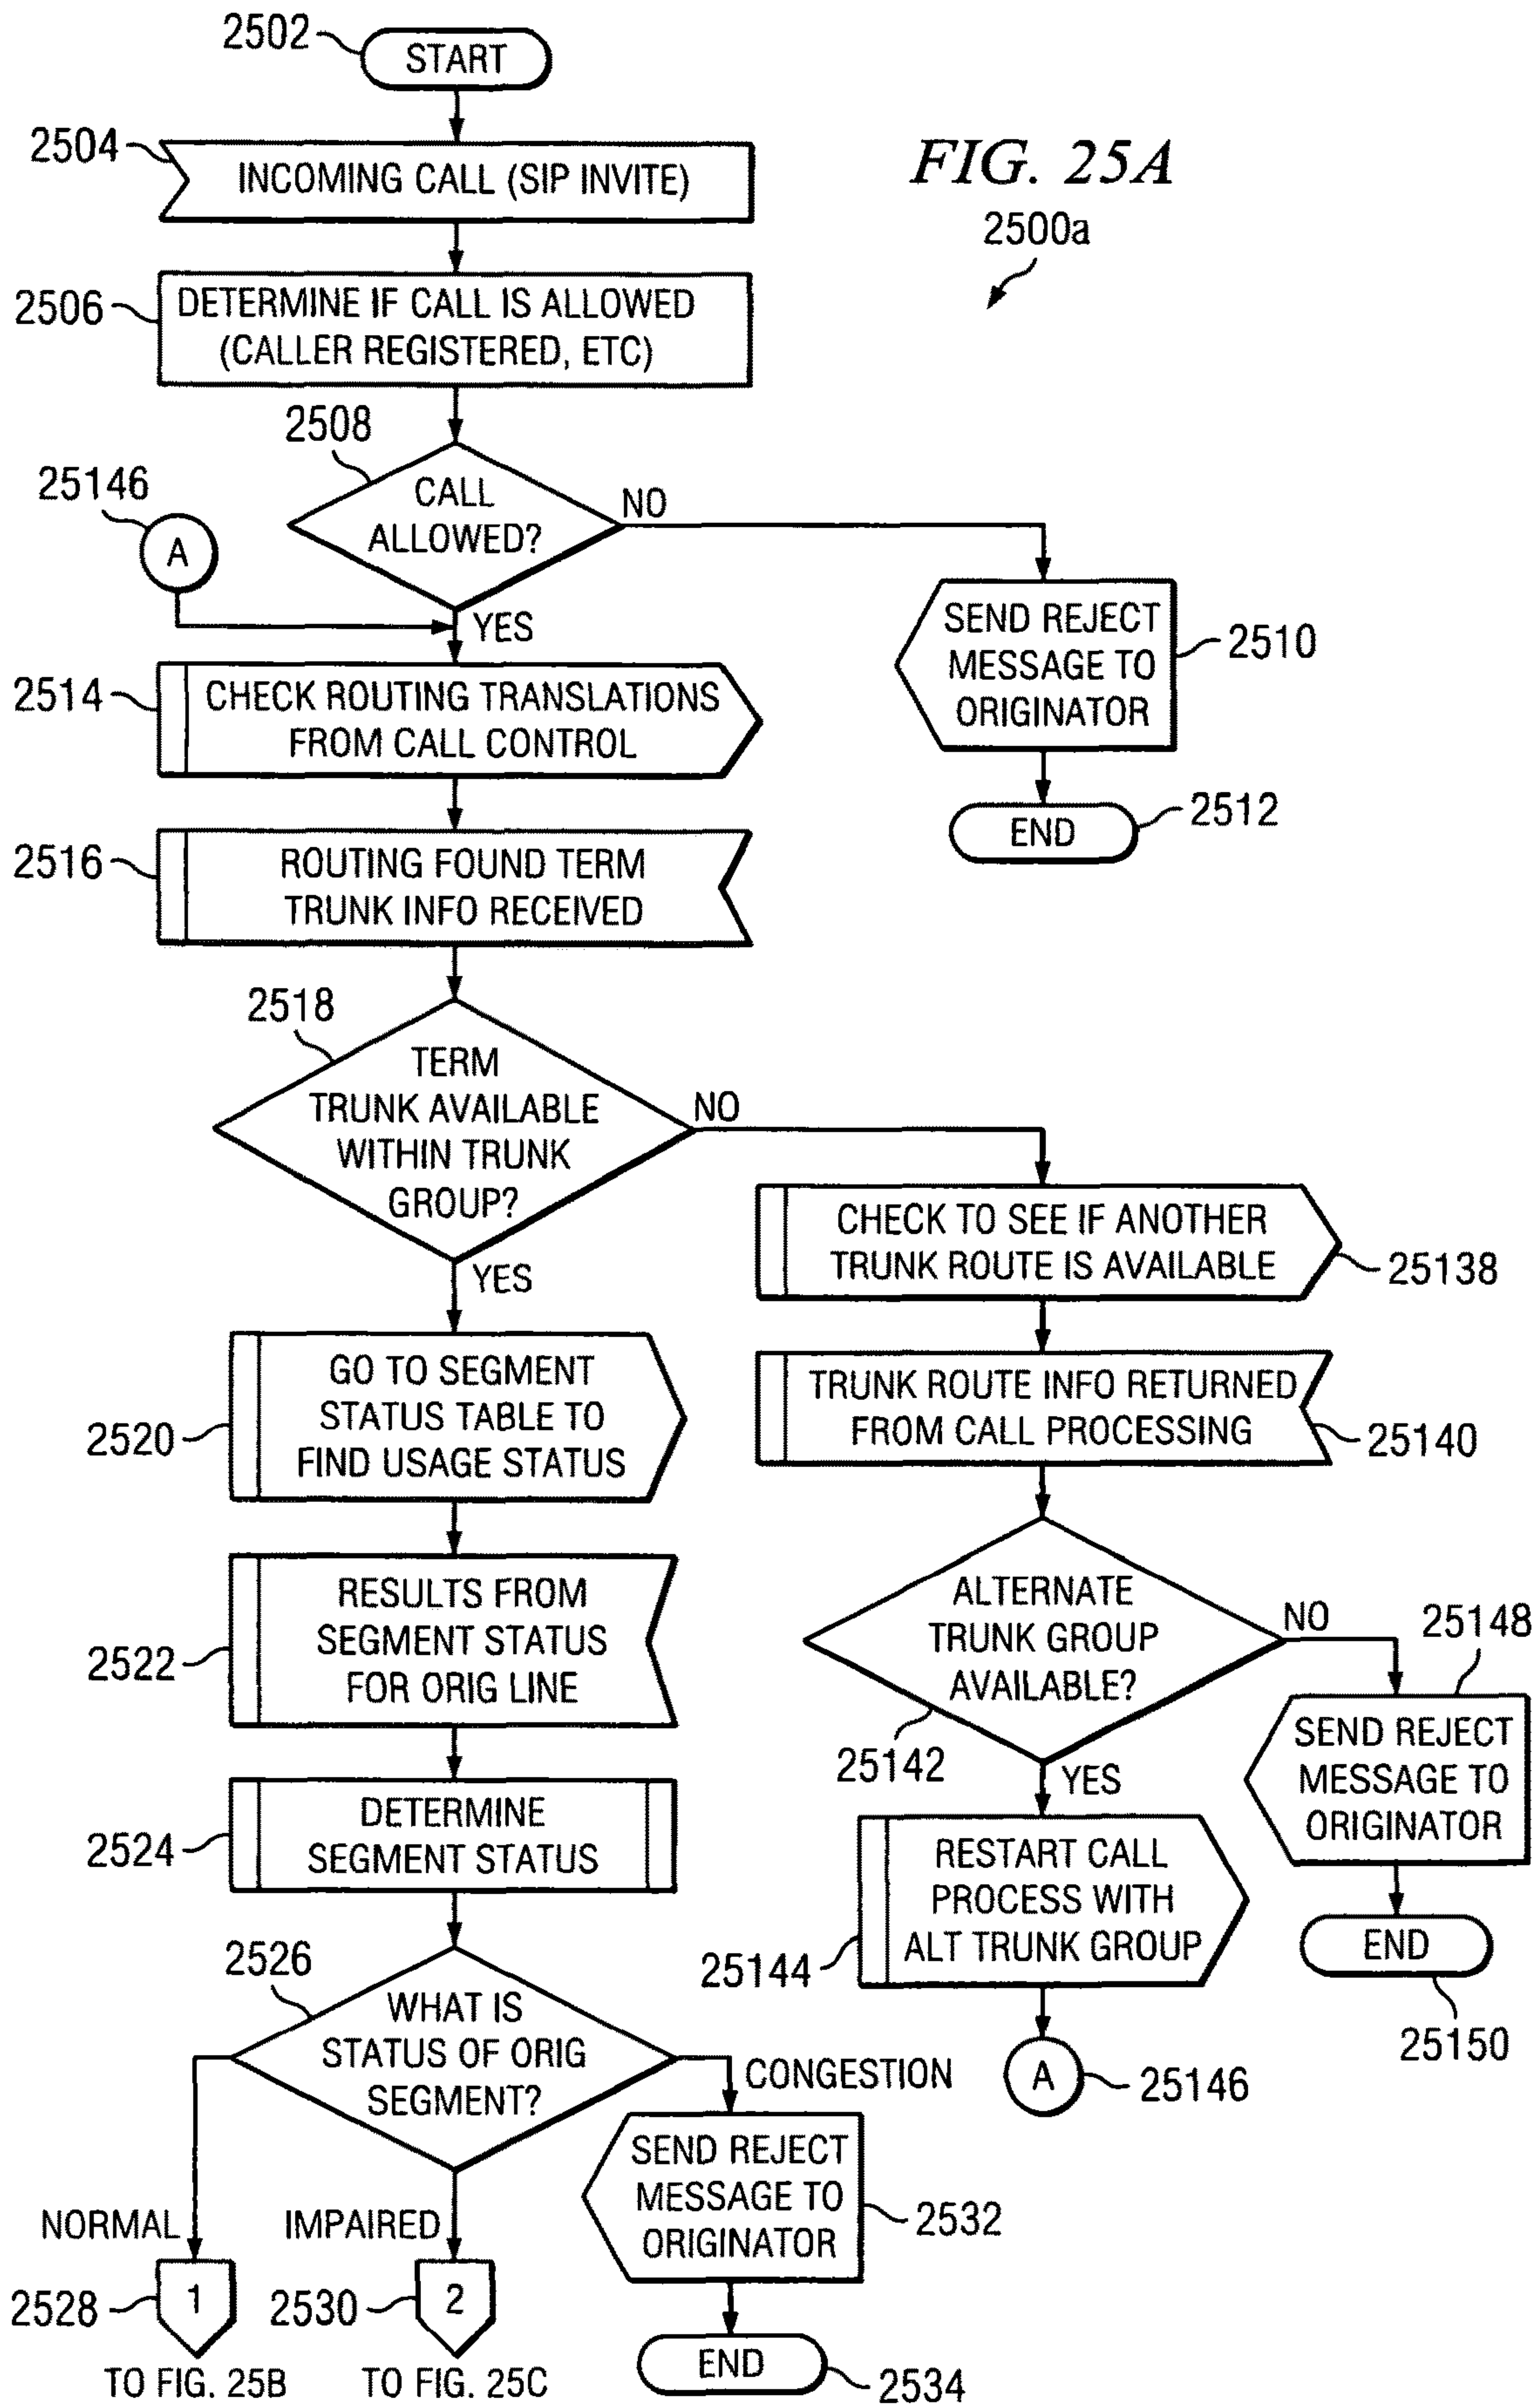 2502
START
2504
INCOMING CALL (SIP INVITE)
FIG. 25A
2500a
2506
DETERMINE IF CALL IS ALLOWED
(CALLER REGISTERED, ETC)
2508
CALL
ALLOWED?
NO
YES
25146
A
SEND REJECT
MESSAGE TO
ORIGINATOR
2510
END
2512
2514
CHECK ROUTING TRANSLATIONS
FROM CALL CONTROL
2516
ROUTING FOUND TERM
TRUNK INFO RECEIVED
2518
TERM
TRUNK AVAILABLE
WITHIN TRUNK
GROUP?
NO
YES
CHECK TO SEE IF ANOTHER
TRUNK ROUTE IS AVAILABLE
25138
TRUNK ROUTE INFO RETURNED
FROM CALL PROCESSING
25140
2520
GO TO SEGMENT
STATUS TABLE TO
FIND USAGE STATUS
2522
RESULTS FROM
SEGMENT STATUS
FOR ORIG LINE
ALTERNATE
TRUNK GROUP
AVAILABLE?
25142
NO
YES
25148
SEND REJECT
MESSAGE TO
ORIGINATOR
END
25150
2524
DETERMINE
SEGMENT STATUS
25144
RESTART CALL
PROCESS WITH
ALT TRUNK GROUP
A
25146
2526
WHAT IS
STATUS OF ORIG
SEGMENT?
CONGESTION
NORMAL
IMPAIRED
SEND REJECT
MESSAGE TO
ORIGINATOR
2532
2528
1
2530
2
TO FIG. 25B
TO FIG. 25C
END
2534